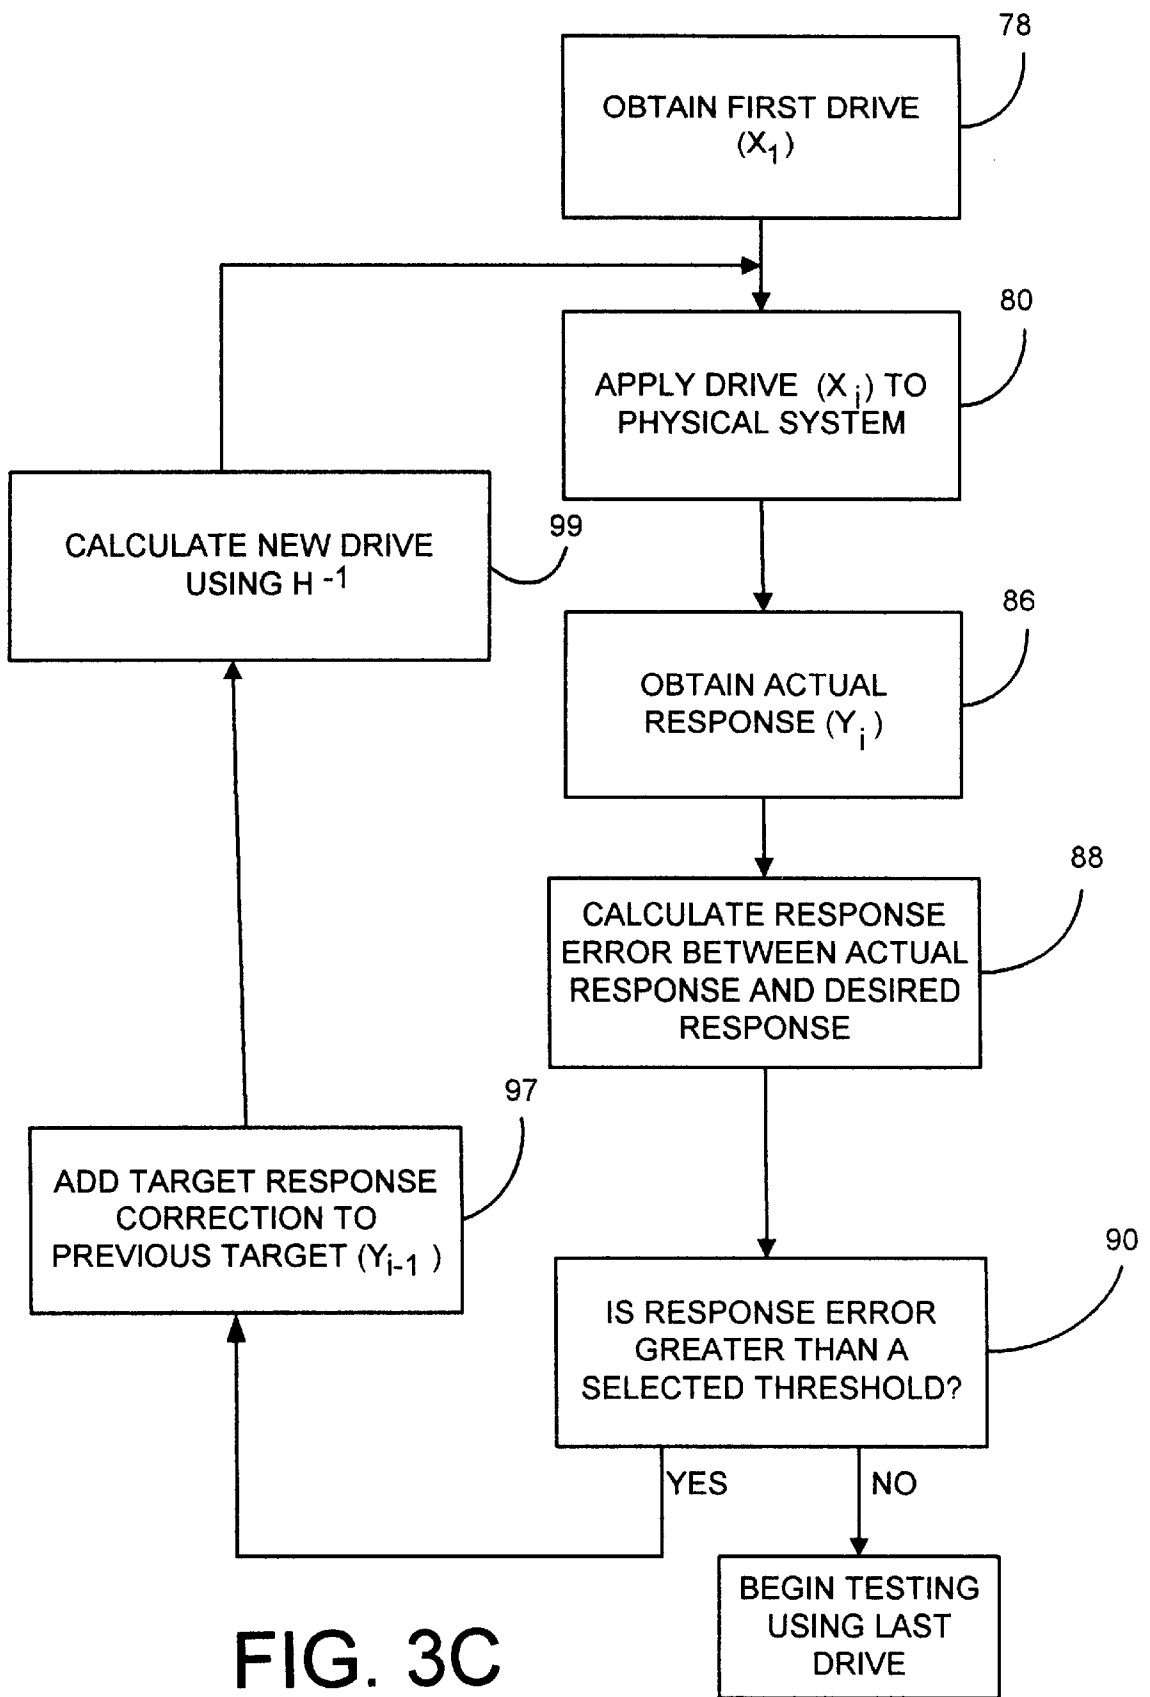 78
OBTAIN FIRST DRIVE
(X1)
80
APPLY DRIVE (Xi) TO
PHYSICAL SYSTEM
CALCULATE NEW DRIVE
USING H-1
99
86
OBTAIN ACTUAL
RESPONSE (Yi)
88
CALCULATE RESPONSE
ERROR BETWEEN ACTUAL
RESPONSE AND DESIRED
RESPONSE
97
ADD TARGET RESPONSE
CORRECTION TO
PREVIOUS TARGET (Yi-1)
90
IS RESPONSE ERROR
GREATER THAN A
SELECTED THRESHOLD?
YES
NO
BEGIN TESTING
USING LAST
DRIVE
FIG. 3C